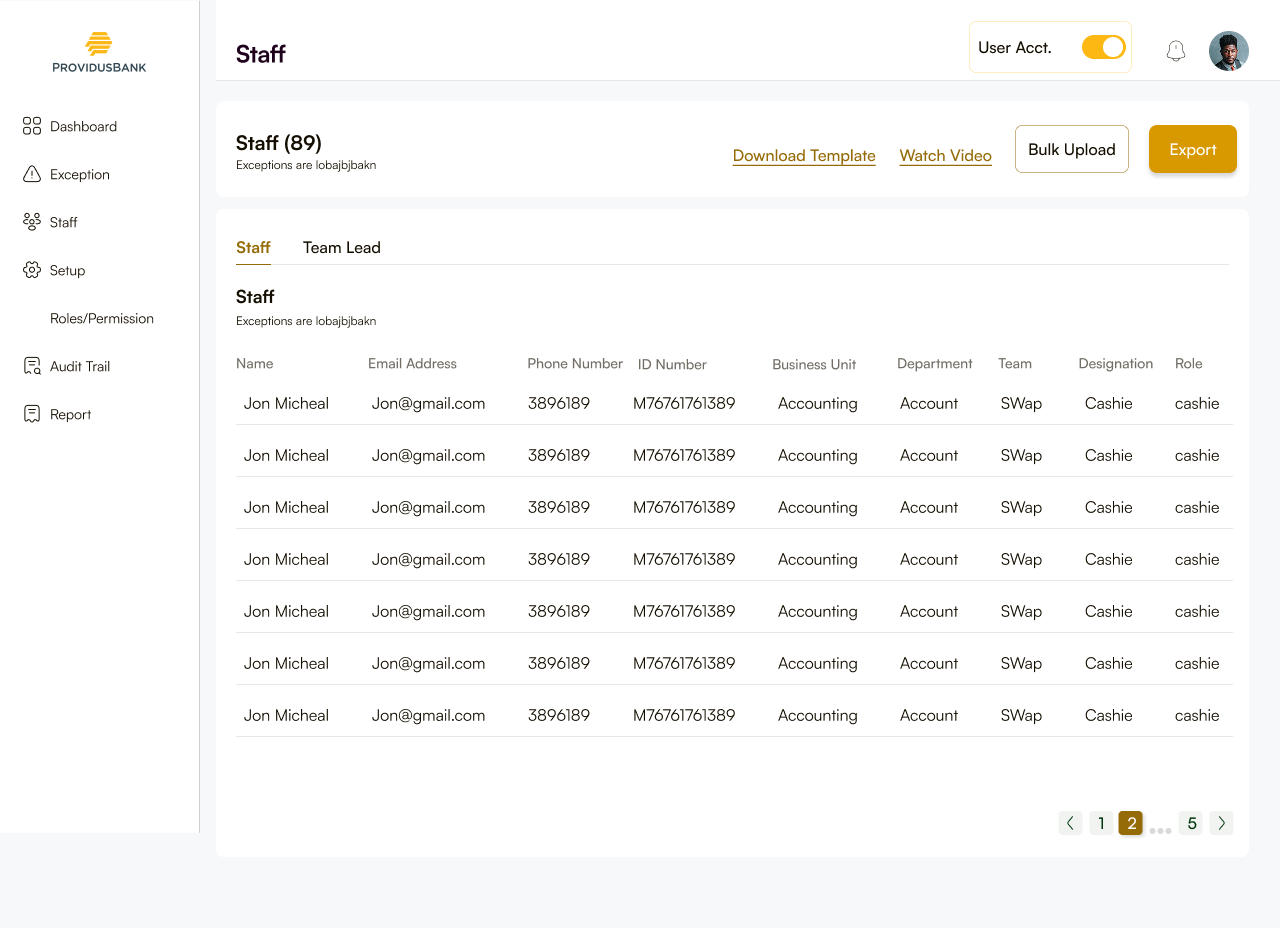 PROVIDUSBANK
Dashboard
Exception
Staff
Setup
Roles/Permission
Audit Trail
Report
Staff
User Acct.
Staff (89)
Exceptions are lobajbjbakn
Download Template Watch Video Bulk Upload Export
Staff Team Lead
Staff
Exceptions are lobajbjbakn
Name Email Address Phone Number ID Number Business Unit Department Team Designation Role
Jon Micheal Jon@gmail.com 3896189 M76761761389 Accounting Account SWap Cashie cashie
Jon Micheal Jon@gmail.com 3896189 M76761761389 Accounting Account SWap Cashie cashie
Jon Micheal Jon@gmail.com 3896189 M76761761389 Accounting Account SWap Cashie cashie
Jon Micheal Jon@gmail.com 3896189 M76761761389 Accounting Account SWap Cashie cashie
Jon Micheal Jon@gmail.com 3896189 M76761761389 Accounting Account SWap Cashie cashie
Jon Micheal Jon@gmail.com 3896189 M76761761389 Accounting Account SWap Cashie cashie
Jon Micheal Jon@gmail.com 3896189 M76761761389 Accounting Account SWap Cashie cashie
1 2 ... 5